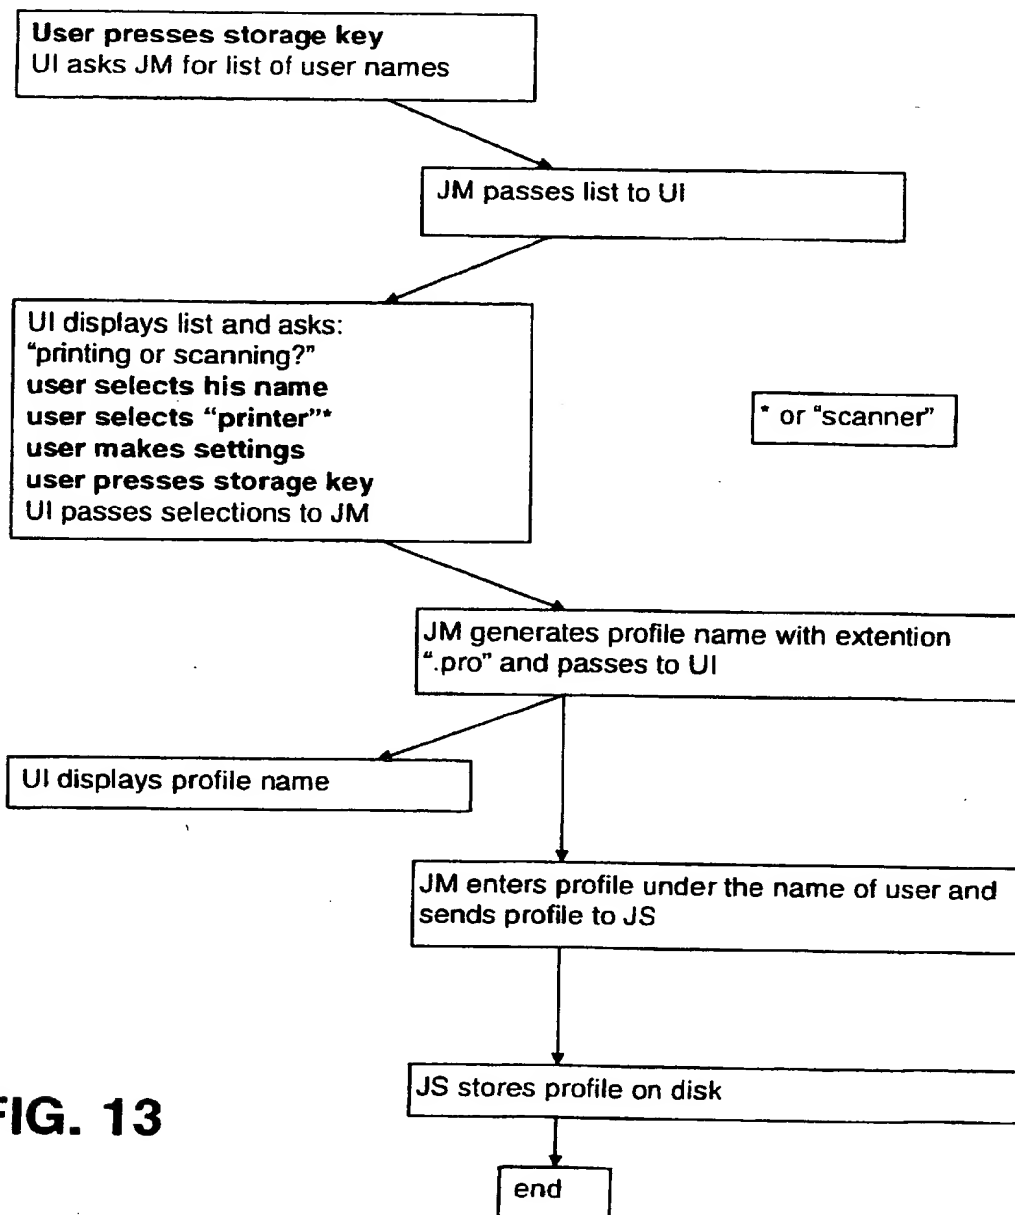 User presses storage key
UI asks JM for list of user names
JM passes list to UI
UI displays list and asks:
"printing or scanning?"
user selects his name
user selects "printer"*
user makes settings
user presses storage key
UI passes selections to JM
* or "scanner"
JM generates profile name with extention
".pro" and passes to UI
UI displays profile name
JM enters profile under the name of user and
sends profile to JS
JS stores profile on disk
FIG. 13
end